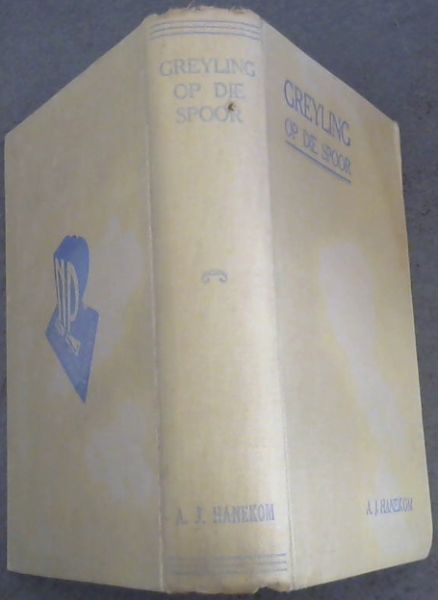 GREYLING
OP DIE
SPOOR
A. J. HANEKOM
GREYLING
OP DIE SPOOR
A. J. HANEKOM